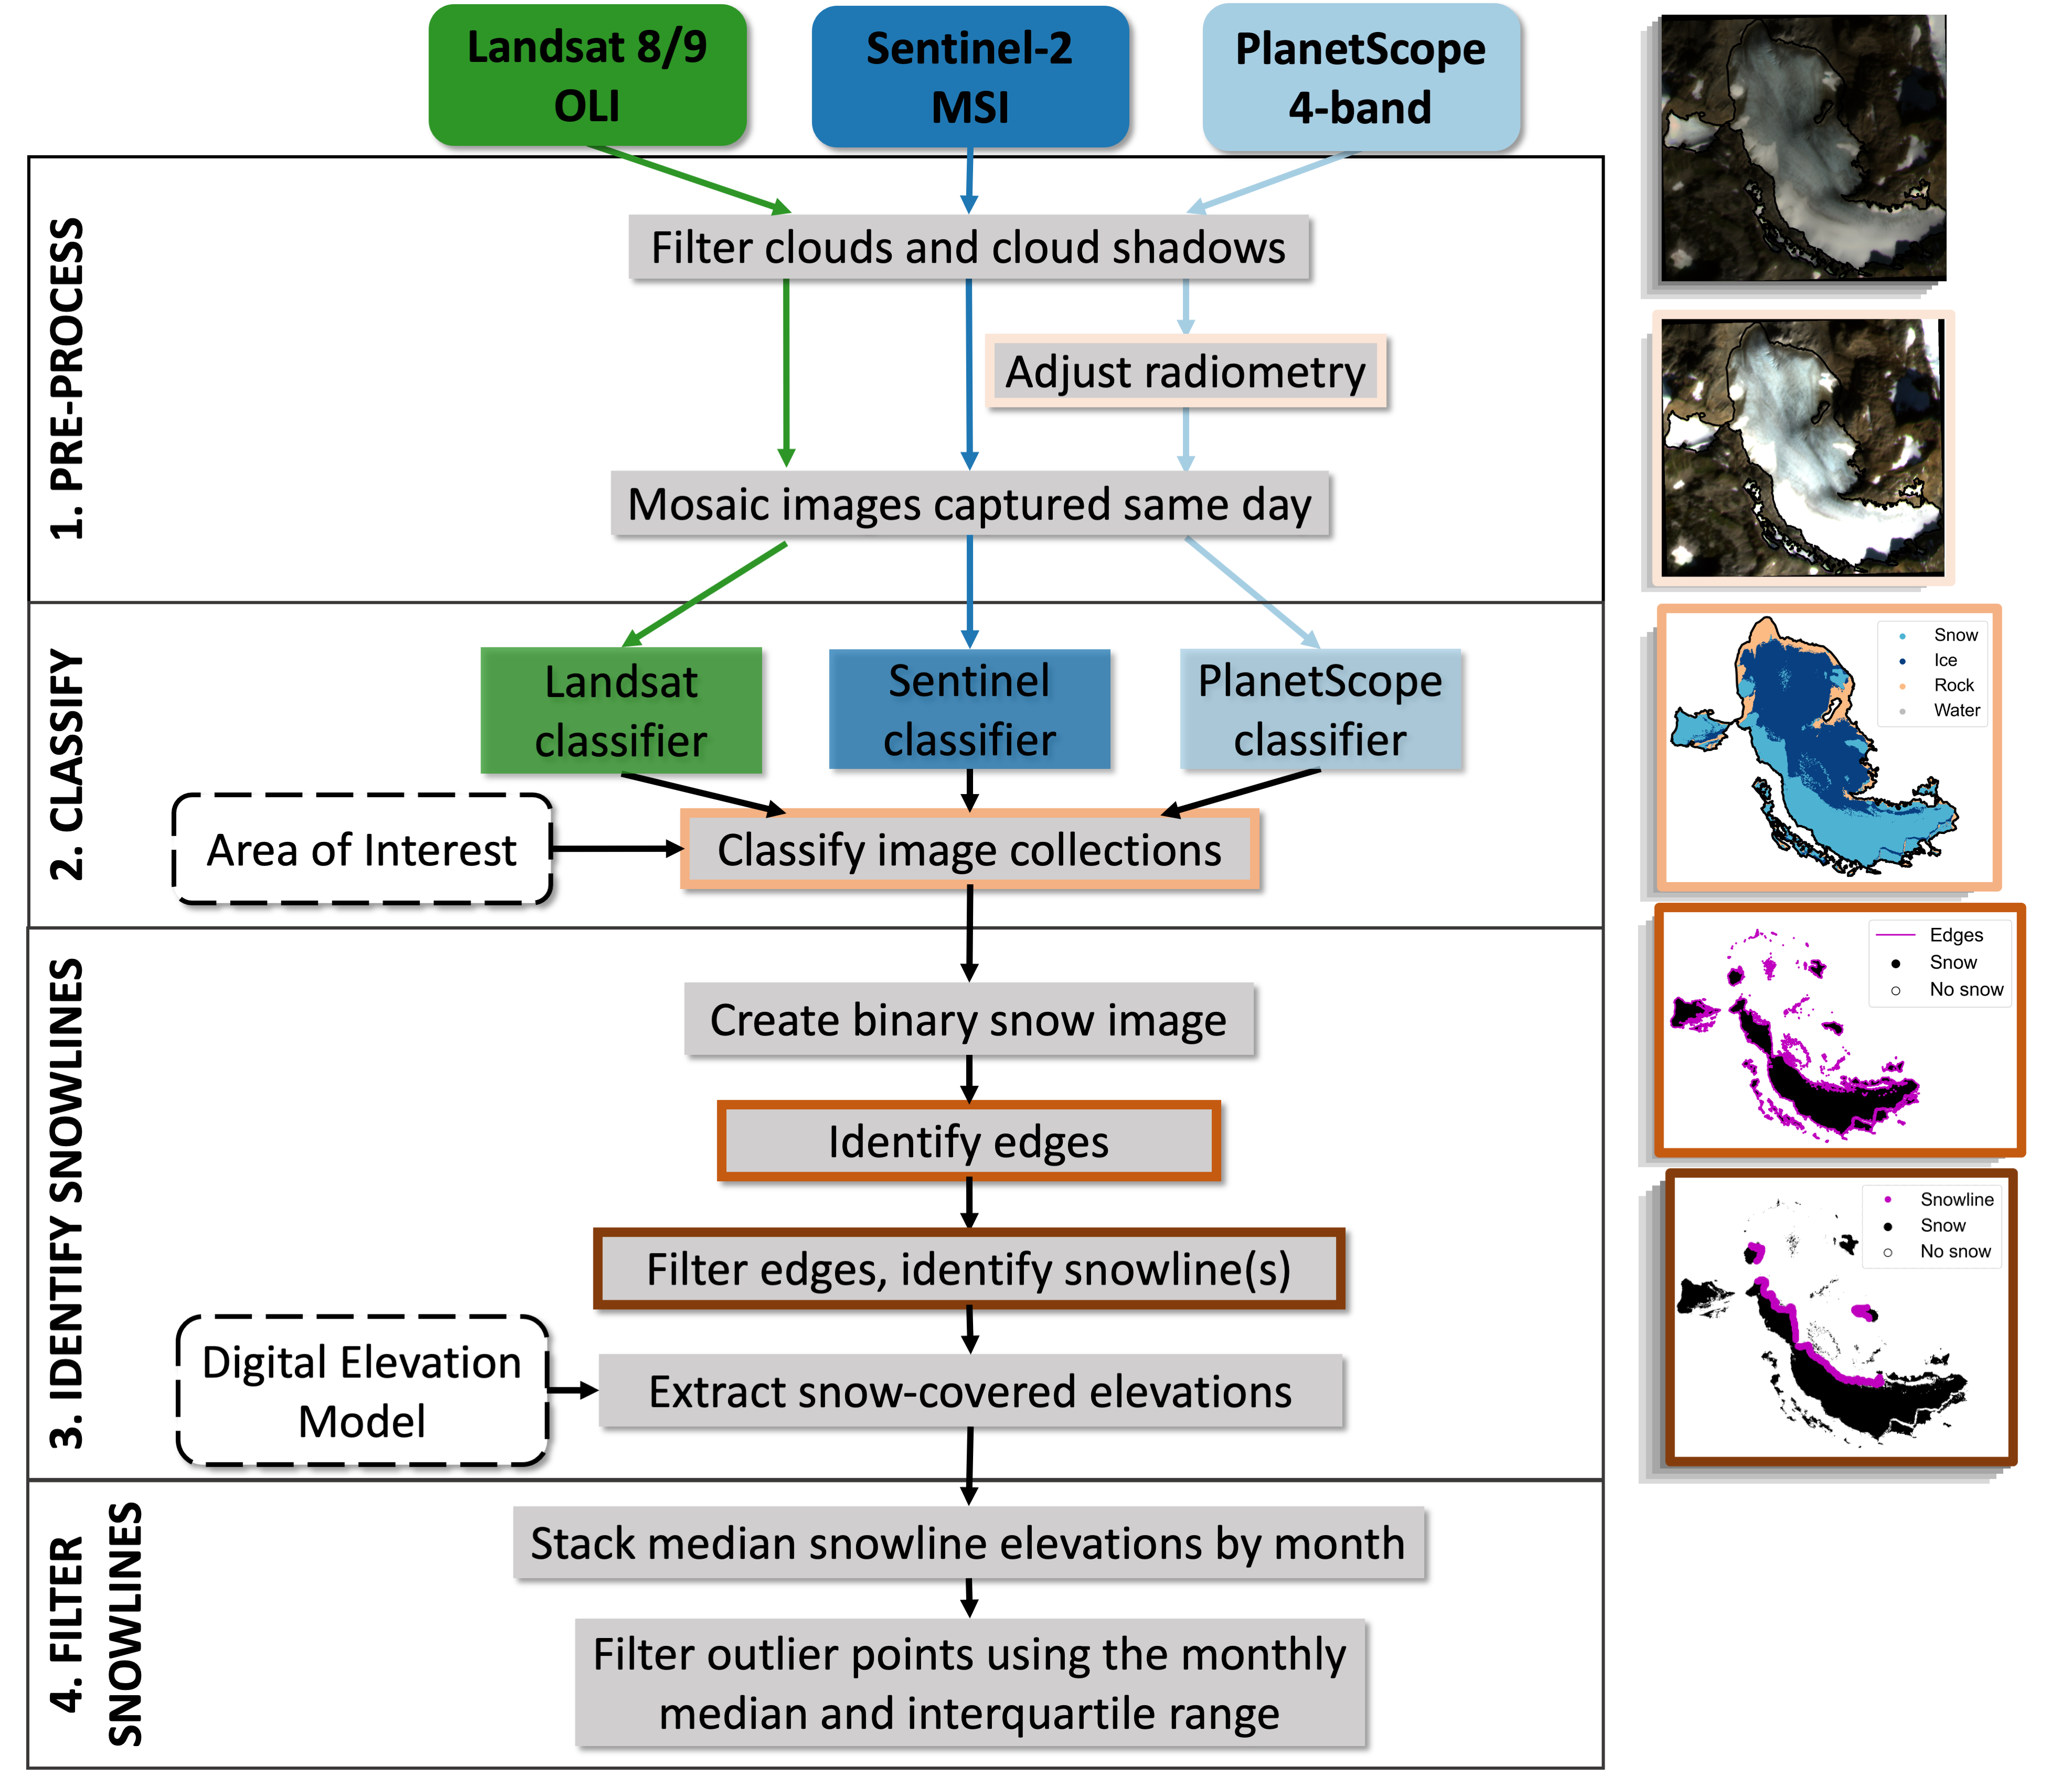 Landsat 8/9
OLI
Sentinel-2
MSI
PlanetScope
4-band
1. PRE-PROCESS
Filter clouds and cloud shadows
Adjust radiometry
Mosaic images captured same day
2. CLASSIFY
Landsat
classifier
Sentinel
classifier
PlanetScope
classifier
Area of Interest
Classify image collections
3. IDENTIFY SNOWLINES
Create binary snow image
Identify edges
Filter edges, identify snowline(s)
Digital Elevation
Model
Extract snow-covered elevations
4. FILTER
SNOWLINES
Stack median snowline elevations by month
Filter outlier points using the monthly
median and interquartile range
Snow
Ice
Rock
Water
Edges
Snow
No snow
Snowline
Snow
No snow